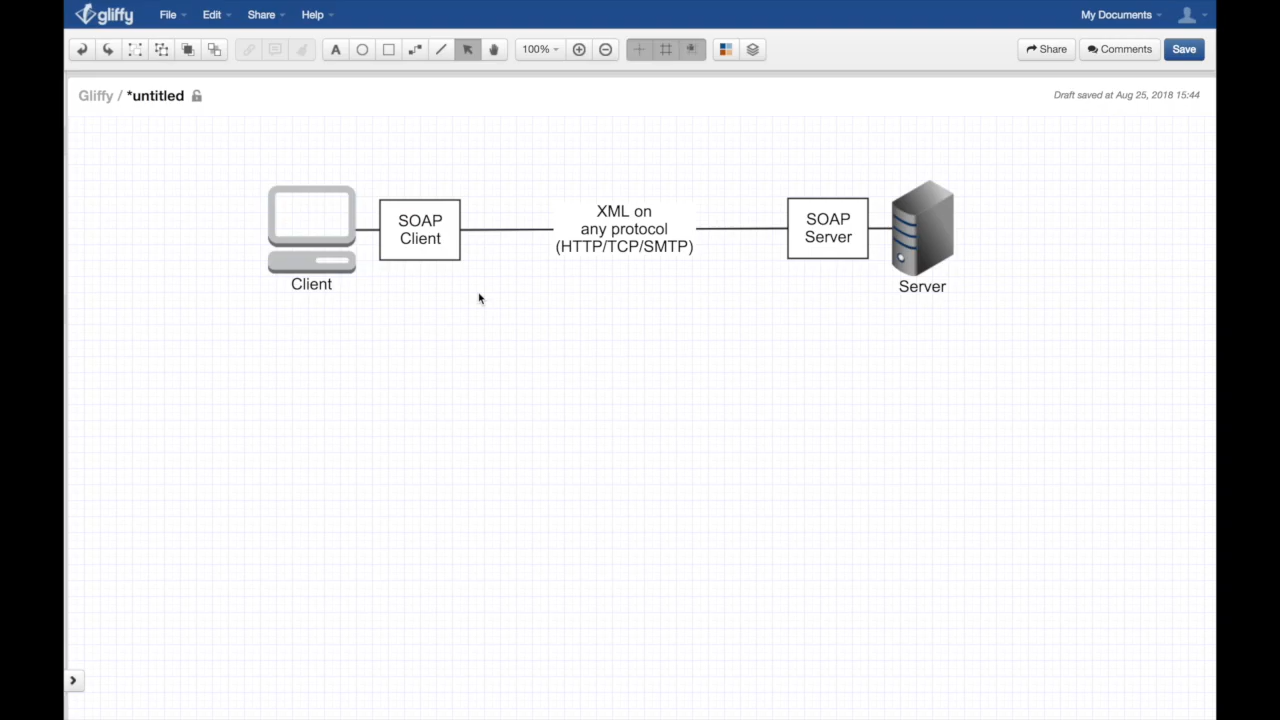 gliffy File Edit Share Help My Documents
A 100% Share Comments Save
Gliffy / *untitled Draft saved at Aug 25, 2018 15:44
SOAP
Client
XML on
any protocol
(HTTP/TCP/SMTP)
SOAP
Server
Client
Server